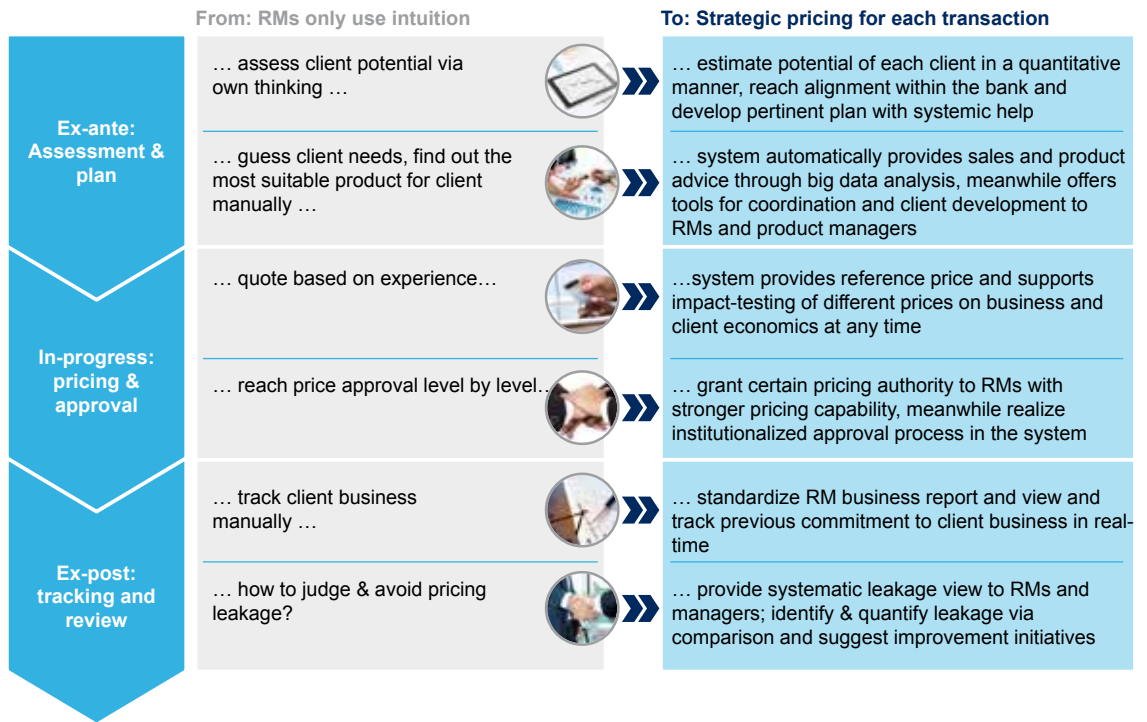 From: RMs only use intuition
To: Strategic pricing for each transaction
Ex-ante:
Assessment &
plan
… assess client potential via
own thinking …
… estimate potential of each client in a quantitative
manner, reach alignment within the bank and
develop pertinent plan with systemic help
… guess client needs, find out the
most suitable product for client
manually …
… system automatically provides sales and product
advice through big data analysis, meanwhile offers
tools for coordination and client development to
RMs and product managers
In-progress:
pricing &
approval
… quote based on experience…
…system provides reference price and supports
impact-testing of different prices on business and
client economics at any time
… reach price approval level by level…
… grant certain pricing authority to RMs with
stronger pricing capability, meanwhile realize
institutionalized approval process in the system
Ex-post:
tracking and
review
… track client business
manually …
… standardize RM business report and view and
track previous commitment to client business in real-
time
… how to judge & avoid pricing
leakage?
… provide systematic leakage view to RMs and
managers; identify & quantify leakage via
comparison and suggest improvement initiatives